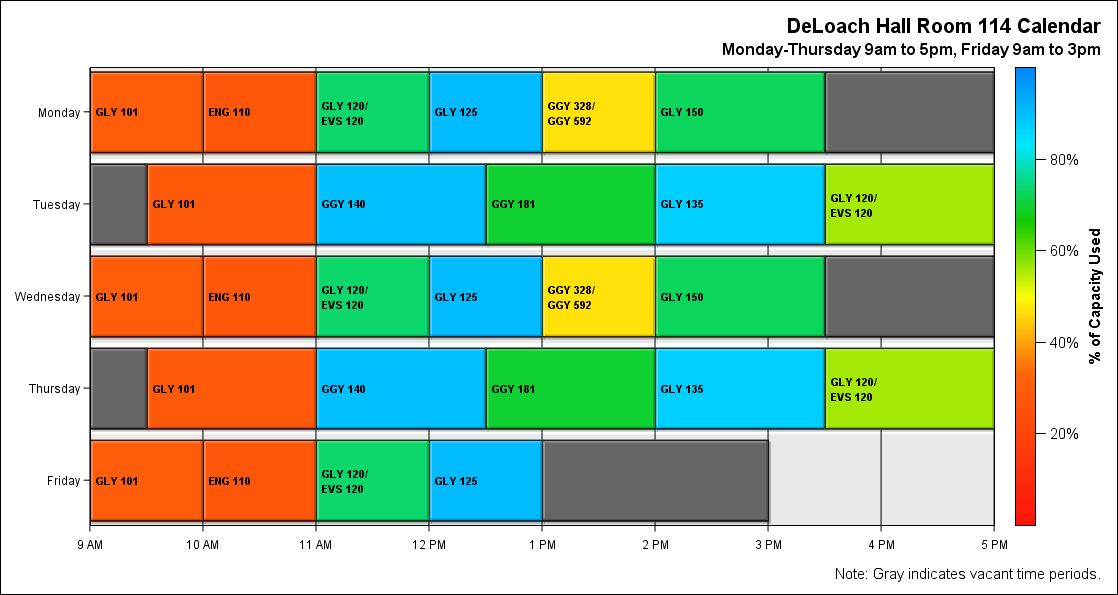 DeLoach Hall Room 114 Calendar
Monday-Thursday 9am to 5pm, Friday 9am to 3pm
Monday
GLY 101
ENG 110
GLY 120/
EVS 120
GLY 125
GGY 328/
GGY 592
GLY 150
Tuesday
GLY 101
GGY 140
GGY 181
GLY 135
GLY 120/
EVS 120
Wednesday
GLY 101
ENG 110
GLY 120/
EVS 120
GLY 125
GGY 328/
GGY 592
GLY 150
Thursday
GLY 101
GGY 140
GGY 181
GLY 135
GLY 120/
EVS 120
Friday
GLY 101
ENG 110
GLY 120/
EVS 120
GLY 125
9 AM
10 AM
11 AM
12 PM
1 PM
2 PM
3 PM
4 PM
5 PM
80%
60%
40%
20%
% of Capacity Used
Note: Gray indicates vacant time periods.